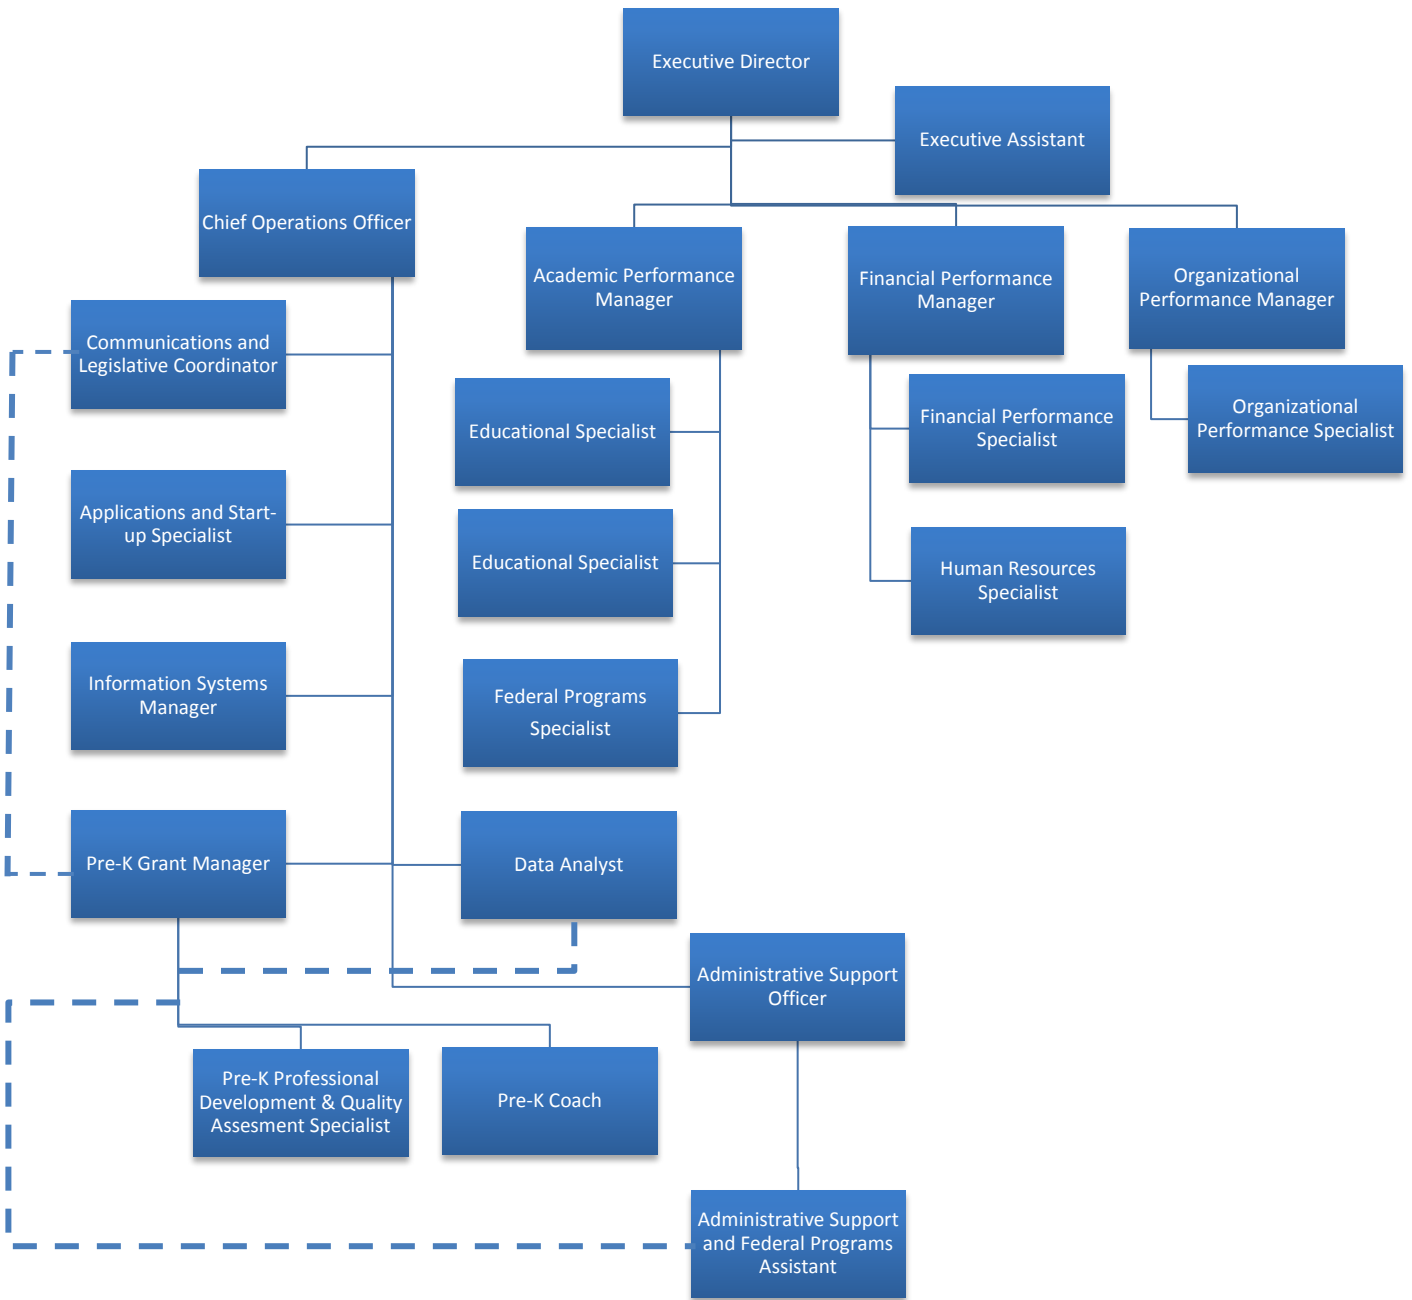 Executive Director
Executive Assistant
Chief Operations Officer
Academic Performance
Manager
Financial Performance
Manager
Organizational
Performance Manager
Communications and
Legislative Coordinator
Educational Specialist
Financial Performance
Specialist
Organizational
Performance Specialist
Applications and Start-
up Specialist
Educational Specialist
Human Resources
Specialist
Information Systems
Manager
Federal Programs
Specialist
Pre-K Grant Manager
Data Analyst
Administrative Support
Officer
Pre-K Professional
Development & Quality
Assesment Specialist
Pre-K Coach
Administrative Support
and Federal Programs
Assistant